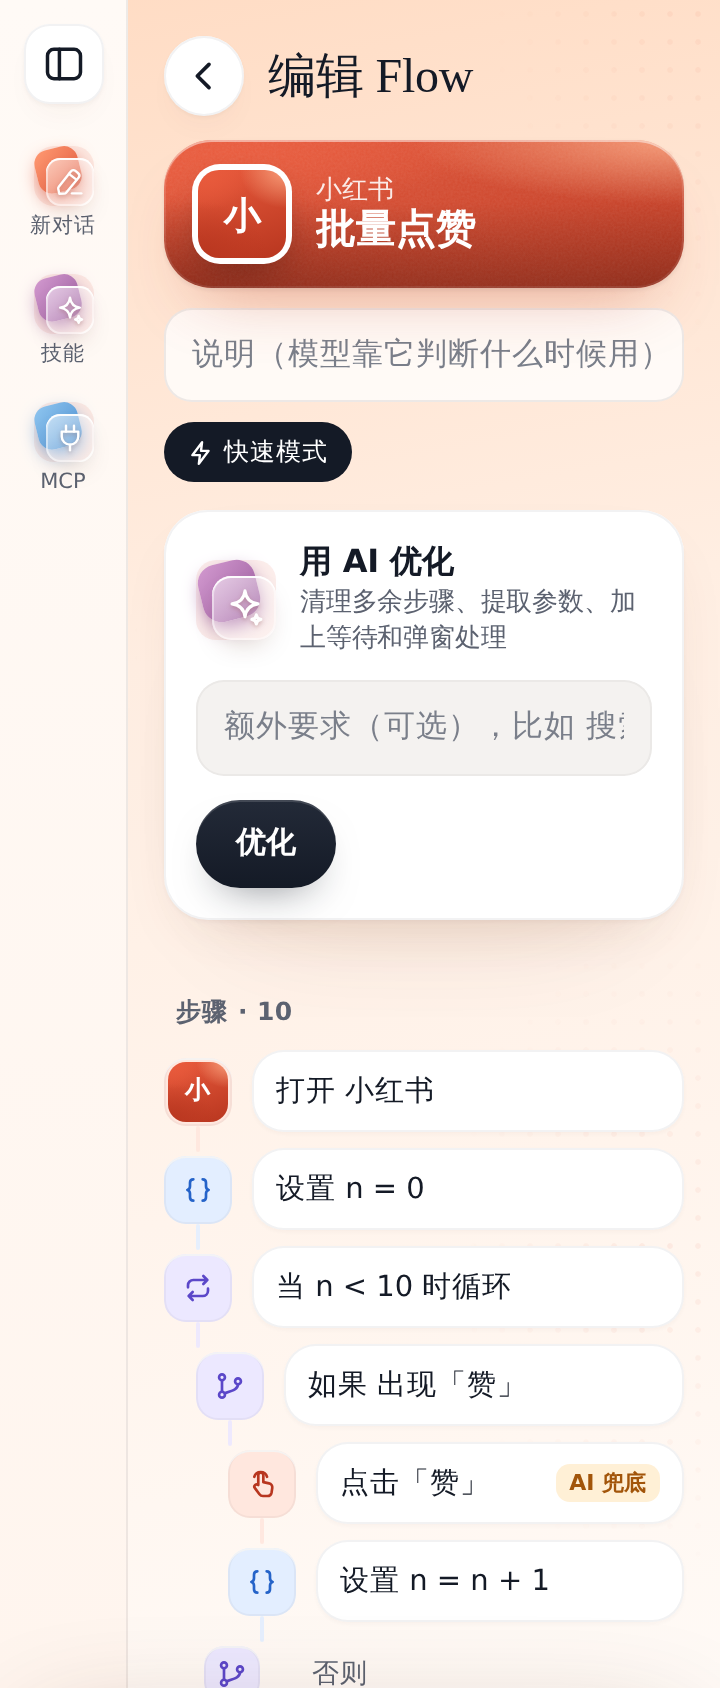 编辑 Flow
新对话
技能
MCP
小
小红书
批量点赞
说明（模型靠它判断什么时候用）
快速模式
用 AI 优化
清理多余步骤、提取参数、加
上等待和弹窗处理
额外要求（可选），比如 搜
优化
步骤 · 10
小
打开 小红书
{} 设置 n = 0
当 n < 10 时循环
如果 出现「赞」
点击「赞」 AI 兜底
{} 设置 n = n + 1
否则